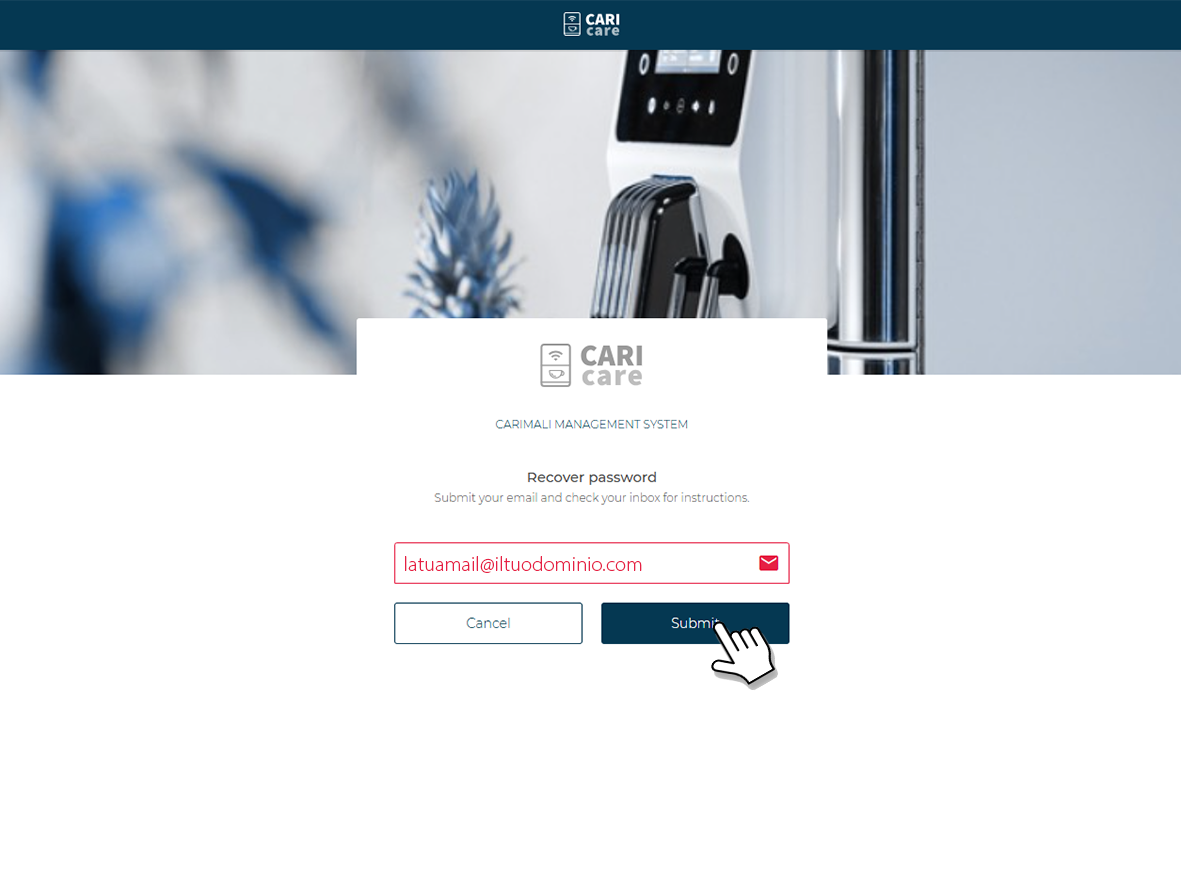 CARI
care
CARI
care
CARIMALI MANAGEMENT SYSTEM
Recover password
Submit your email and check your inbox for instructions.
latuamail@iltuodominio.com
Cancel
Submit